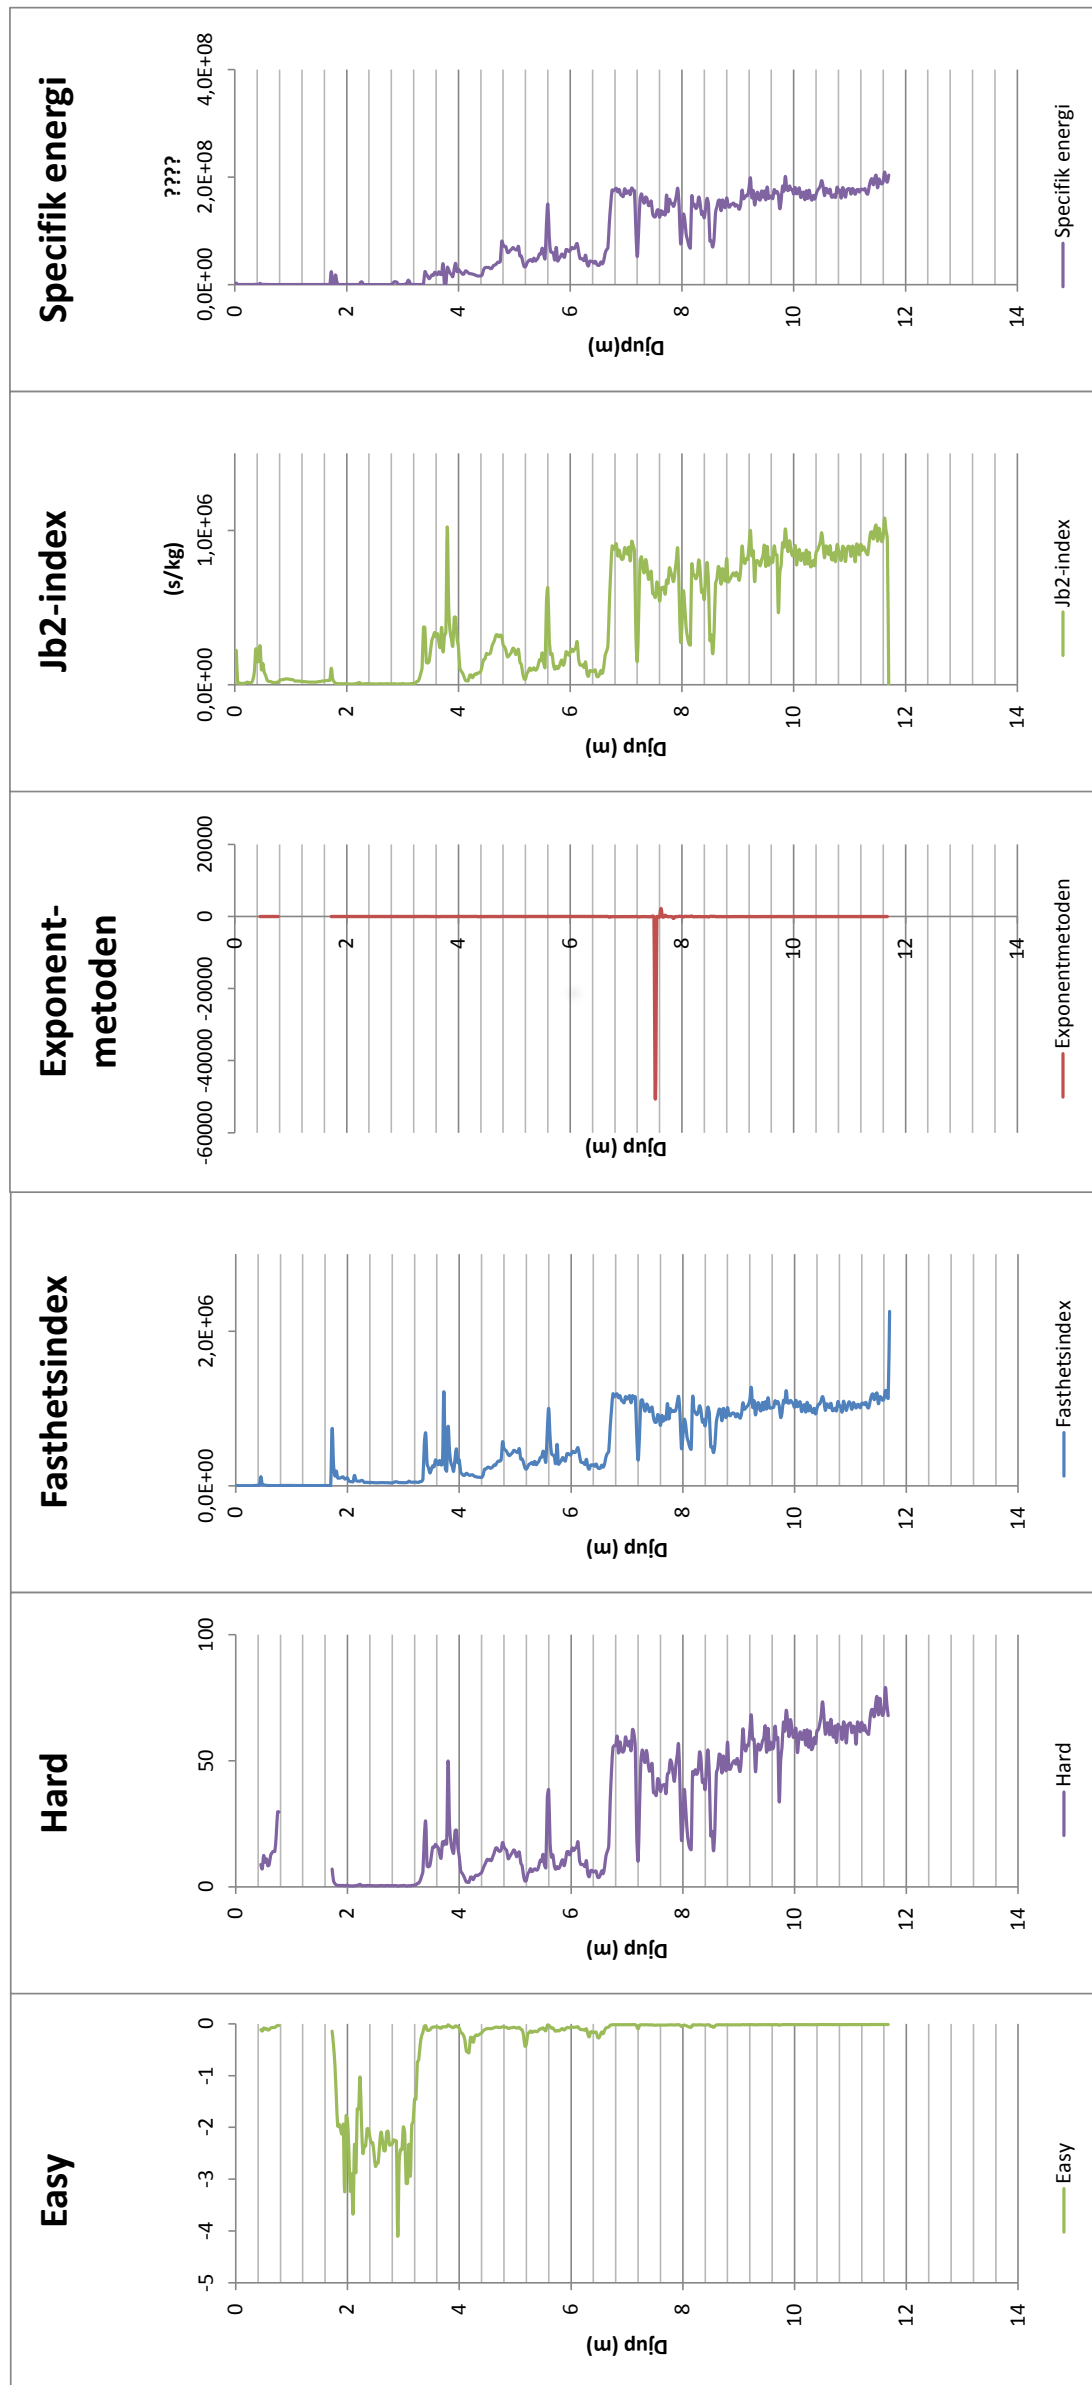 Easy
-5 -4 -3 -2 -1 0
0
2
4
6
8
10
12
14
Djup (m)
Easy
Hard
0 50 100
0
2
4
6
8
10
12
14
Djup (m)
Hard
Fasthetsindex
0,0E+00 2,0E+06
0
2
4
6
8
10
12
14
Djup (m)
Fasthetsindex
Exponent-
metoden
-60000 -40000 -20000 0 20000
0
2
4
6
8
10
12
14
Djup (m)
Exponentmetoden
Jb2-index
(s/kg)
0,0E+00 1,0E+06
0
2
4
6
8
10
12
14
Djup (m)
Jb2-index
Specifik energi
????
0,0E+00 2,0E+08 4,0E+08
0
2
4
6
8
10
12
14
Djup(m)
Specifik energi